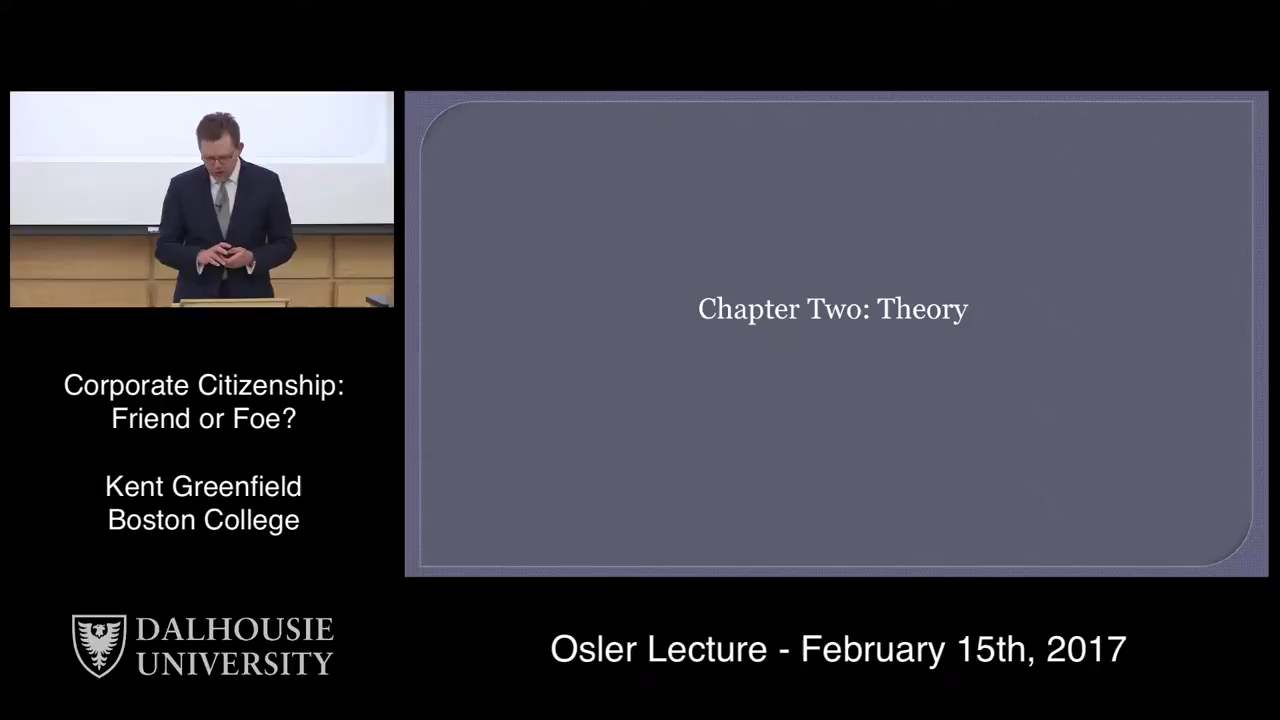 Chapter Two: Theory
Corporate Citizenship:
Friend or Foe?
Kent Greenfield
Boston College
DALHOUSIE
UNIVERSITY
Osler Lecture - February 15th, 2017